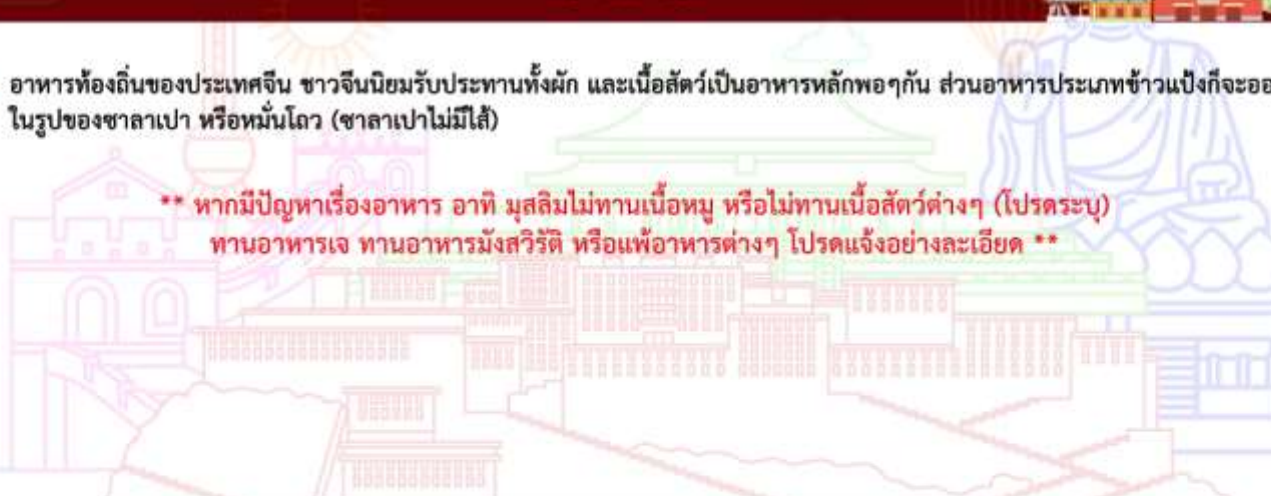 อาหารท้องถิ่นของประเทศจีน ชาวจีนนิยมรับประทานทั้งผัก และเนื้อสัตว์เป็นอาหารหลักพอๆกัน ส่วนอาหารประเภทข้าวแป้งก็จะออ
ในรูปของซาลาเปา หรือหมั่นโถว (ซาลาเปาไม่มีไส้)
** หากมีปัญหาเรื่องอาหาร อาทิ มุสลิมไม่ทานเนื้อหมู หรือไม่ทานเนื้อสัตว์ต่างๆ (โปรดระบุ)
ทานอาหารเจ ทานอาหารมังสวิรัติ หรือแพ้อาหารต่างๆ โปรดแจ้งอย่างละเอียด **